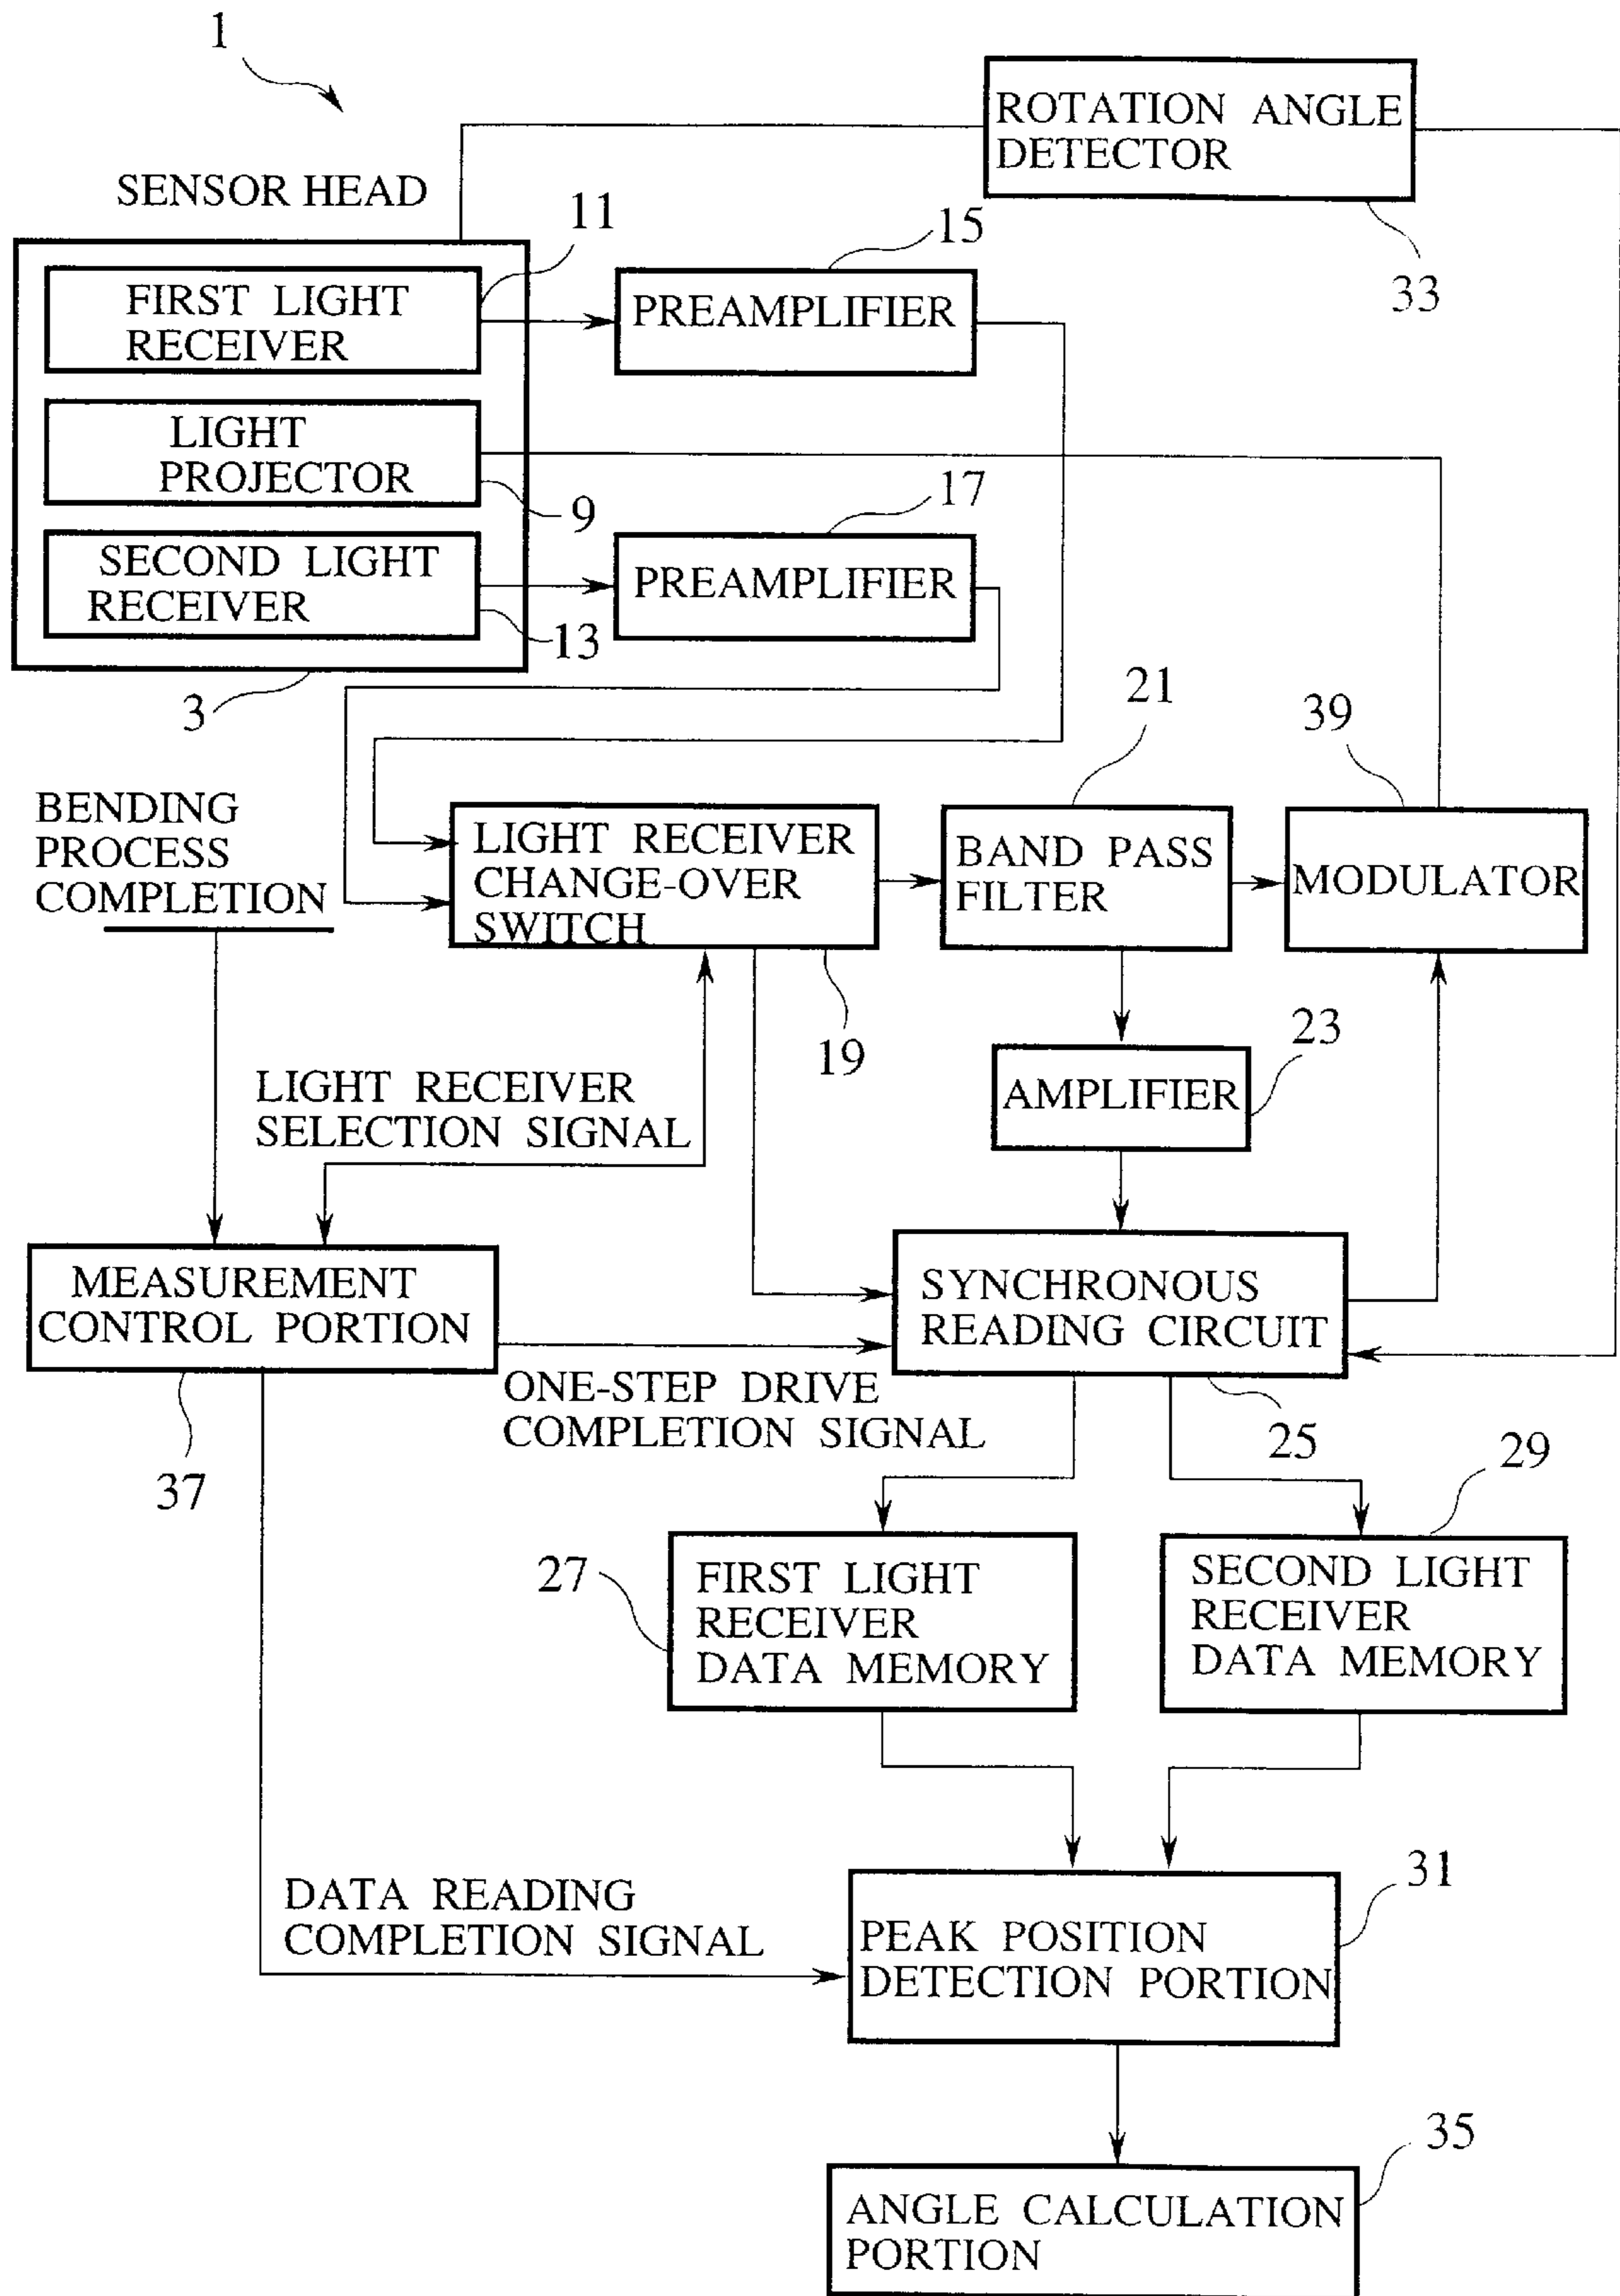 1
ROTATION ANGLE
DETECTOR
33
SENSOR HEAD
11
FIRST LIGHT
RECEIVER
15
PREAMPLIFIER
LIGHT
PROJECTOR
9
17
SECOND LIGHT
RECEIVER
13
PREAMPLIFIER
3
21
39
BENDING
PROCESS
COMPLETION
LIGHT RECEIVER
CHANGE-OVER
SWITCH
19
BAND PASS
FILTER
MODULATOR
23
AMPLIFIER
LIGHT RECEIVER
SELECTION SIGNAL
MEASUREMENT
CONTROL PORTION
37
SYNCHRONOUS
READING CIRCUIT
25
ONE-STEP DRIVE
COMPLETION SIGNAL
29
27
FIRST LIGHT
RECEIVER
DATA MEMORY
SECOND LIGHT
RECEIVER
DATA MEMORY
31
DATA READING
COMPLETION SIGNAL
PEAK POSITION
DETECTION PORTION
35
ANGLE CALCULATION
PORTION